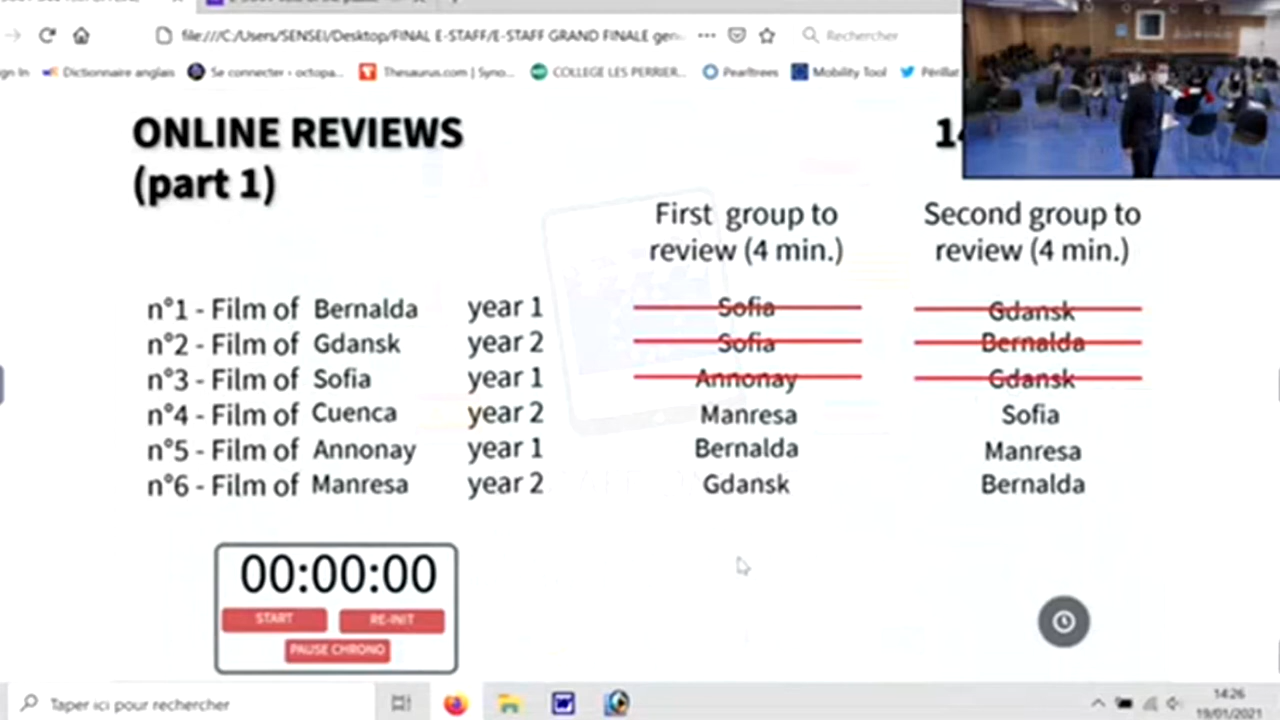 file:///C:/Users/SENSEI/Desktop/FINAL E-STAFF/E-STAFF GRAND FINALE gen
Rechercher
gn In
Dictionnaire anglais
Se connecter - octopa...
Thesaurus.com | Syno...
COLLEGE LES PERRIER...
Pearltrees
Mobility Tool
Périllat
ONLINE REVIEWS
(part 1)
First group to
review (4 min.)
Second group to
review (4 min.)
n°1 - Film of Bernalda year 1 Sofia Gdansk
n°2 - Film of Gdansk year 2 Sofia Bernalda
n°3 - Film of Sofia year 1 Annonay Gdansk
n°4 - Film of Cuenca year 2 Manresa Sofia
n°5 - Film of Annonay year 1 Bernalda Manresa
n°6 - Film of Manresa year 2 Gdansk Bernalda
00:00:00
START
RE-INIT
PAUSE CHRONO
Taper ici pour rechercher
14:26
19/01/2021